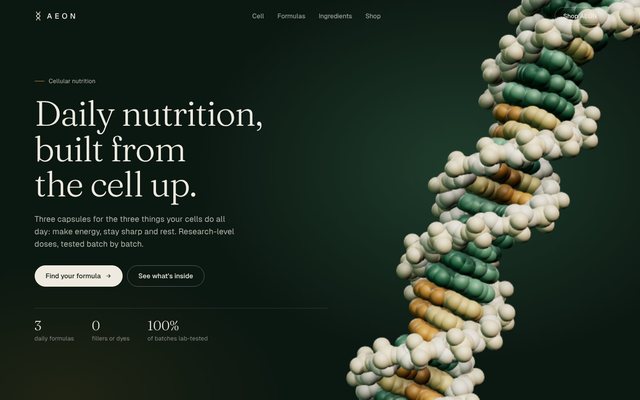 AEON
Cell
Formulas
Ingredients
Shop
Shop
Cellular nutrition
Daily nutrition,
built from
the cell up.
Three capsules for the three things your cells do all
day: make energy, stay sharp and rest. Research-level
doses, tested batch by batch.
Find your formula →
See what's inside
3
daily formulas
0
fillers or dyes
100%
of batches lab-tested